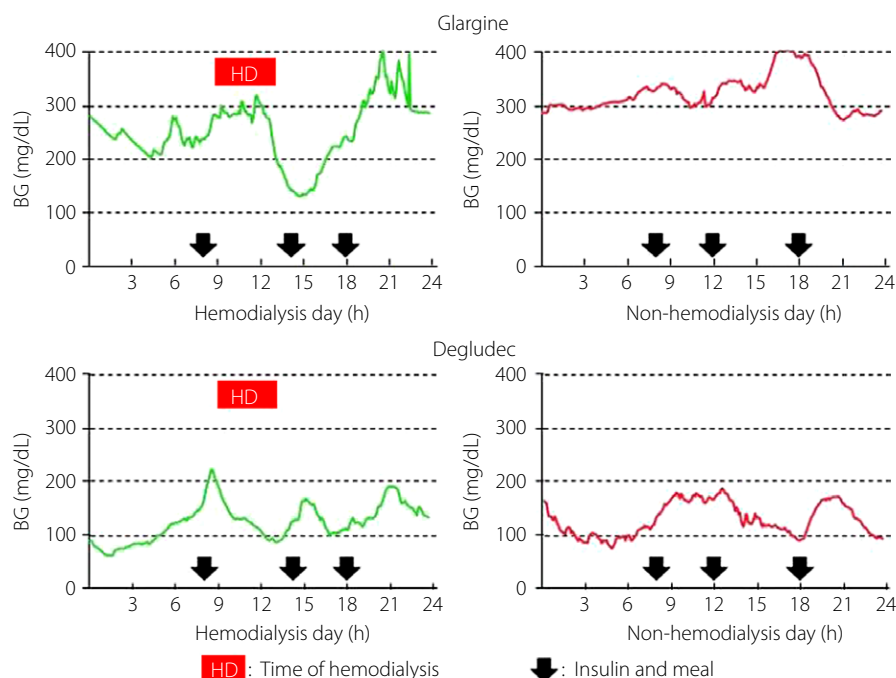 Glargine
400
300
200
100
0
BG (mg/dL)
HD
3 6 9 12 15 18 21 24
Hemodialysis day (h)
400
300
200
100
0
BG (mg/dL)
3 6 9 12 15 18 21 24
Non-hemodialysis day (h)
Degludec
400
300
200
100
0
BG (mg/dL)
HD
3 6 9 12 15 18 21 24
Hemodialysis day (h)
400
300
200
100
0
BG (mg/dL)
3 6 9 12 15 18 21 24
Non-hemodialysis day (h)
HD : Time of hemodialysis
: Insulin and meal